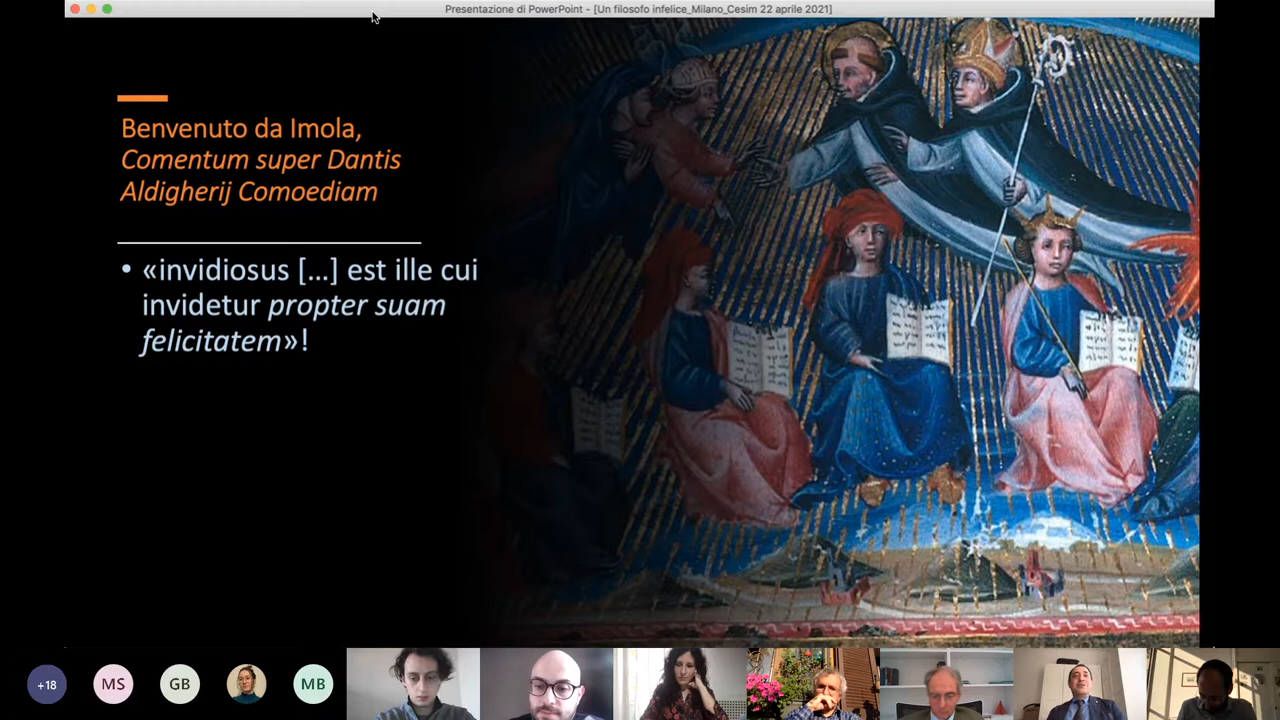 Presentazione di PowerPoint - [Un filosofo infelice_Milano_Cesim 22 aprile 2021]
Benvenuto da Imola,
Comentum super Dantis
Aldigherij Comoediam
• «invidiosus [...] est ille cui
invidetur propter suam
felicitatem»!
+18
MS
GB
MB